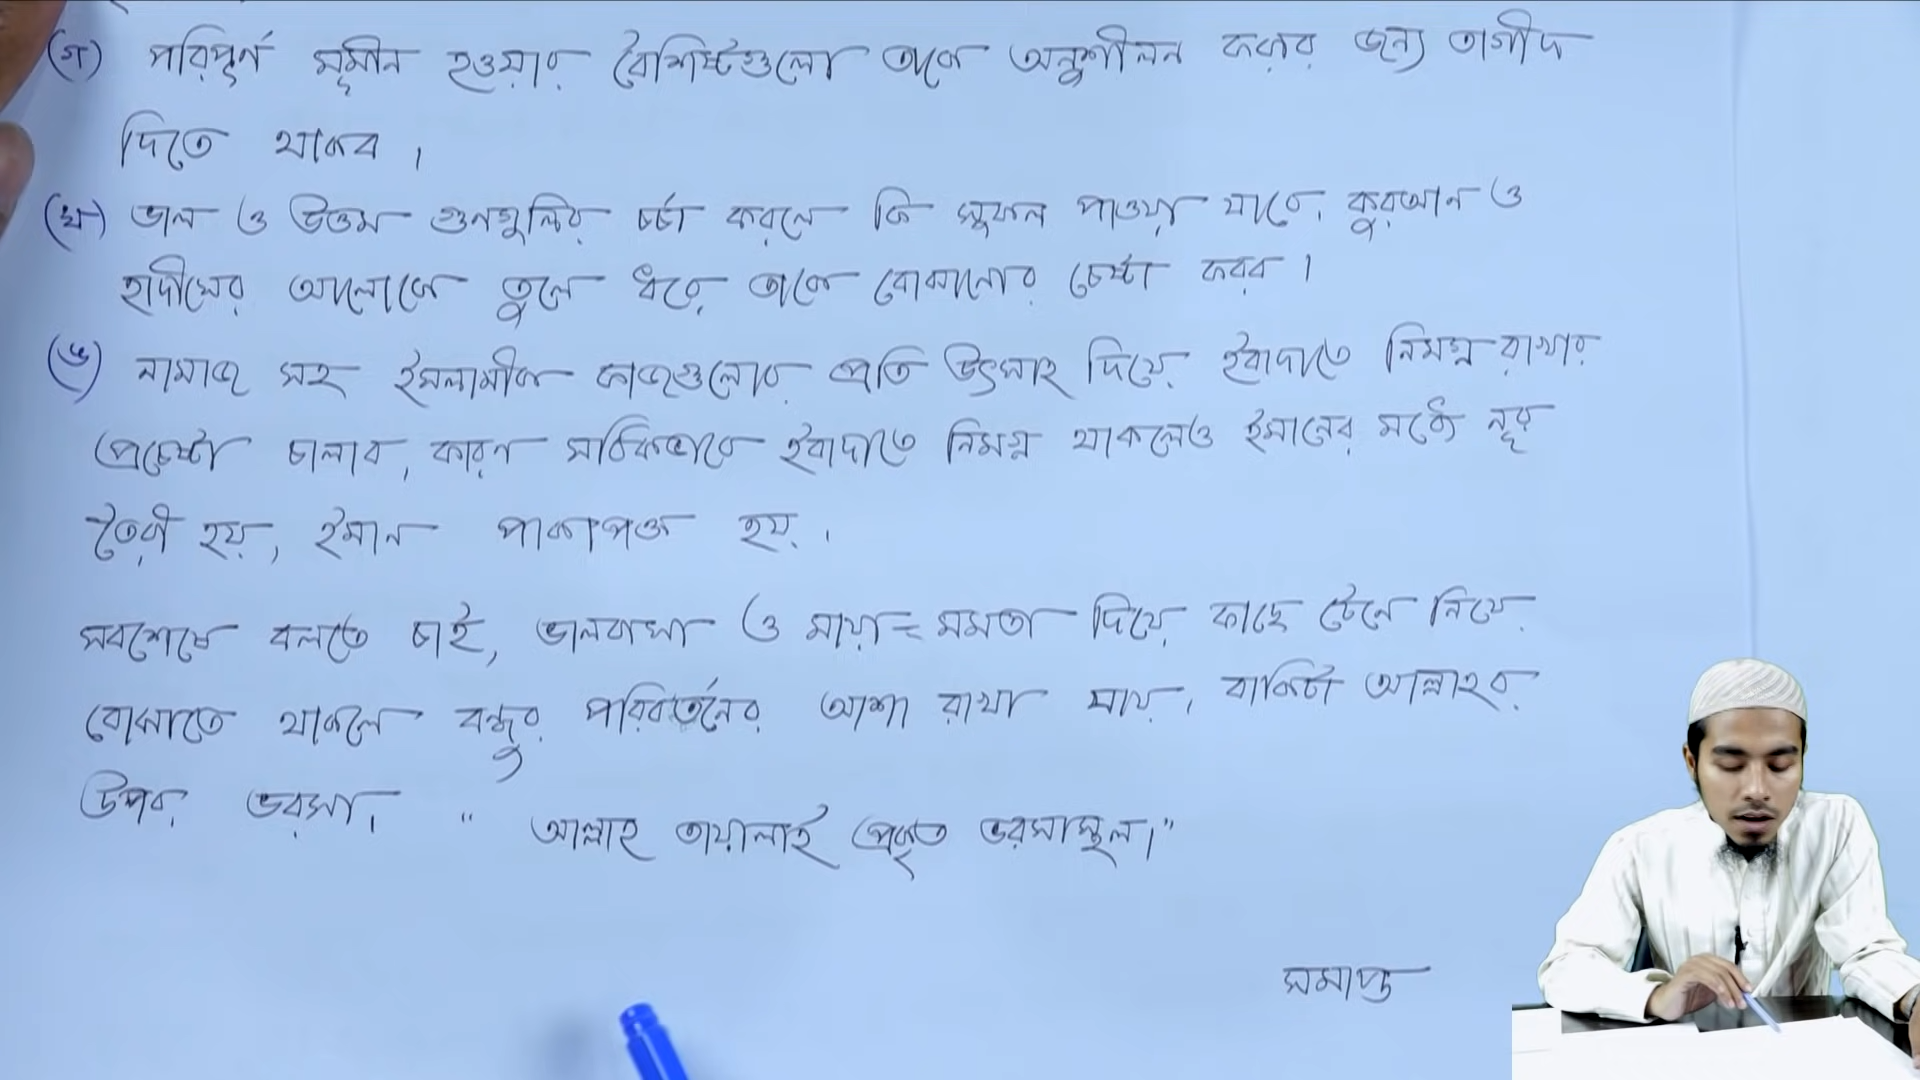 (গ) পরিপূর্ণ মূমীন হওয়ার বৈশিষ্টগুলো তাকে অনুশীলন করার জন্য তাগীদ
দিতে থাকব।
(ঘ) ভাল ও উত্তম গুনগুলির চর্চা করলে কি সুফল পাওয়া যাবে, কুরআন ও
হাদীসের আলোকে তুলে ধরে তাকে বোঝানোর চেষ্টা করব।
(ঙ) নামাজ সহ ইসলামীক কাজগুলোর প্রতি উৎসাহ দিয়ে ইবাদাতে নিমগ্ন রাখার
প্রচেষ্টা চালাব, কারণ সঠিকভাবে ইবাদাতে নিমগ্ন থাকলেও ইমানের মধ্যে নূর
তৈরী হয়, ইমান পাকাপক্ত হয়।
সবশেষে বলতে চাই, ভালবাসা ও মায়া-মমতা দিয়ে কাছে টেনে নিয়ে
বোঝাতে থাকলে বন্ধুর পরিবর্তনের আশা রাখা যায়, বাকিটা আল্লাহর
উপর ভরসা। "আল্লাহ তায়ালাই প্রকৃত ভরসাস্থল।"
সমাপ্ত